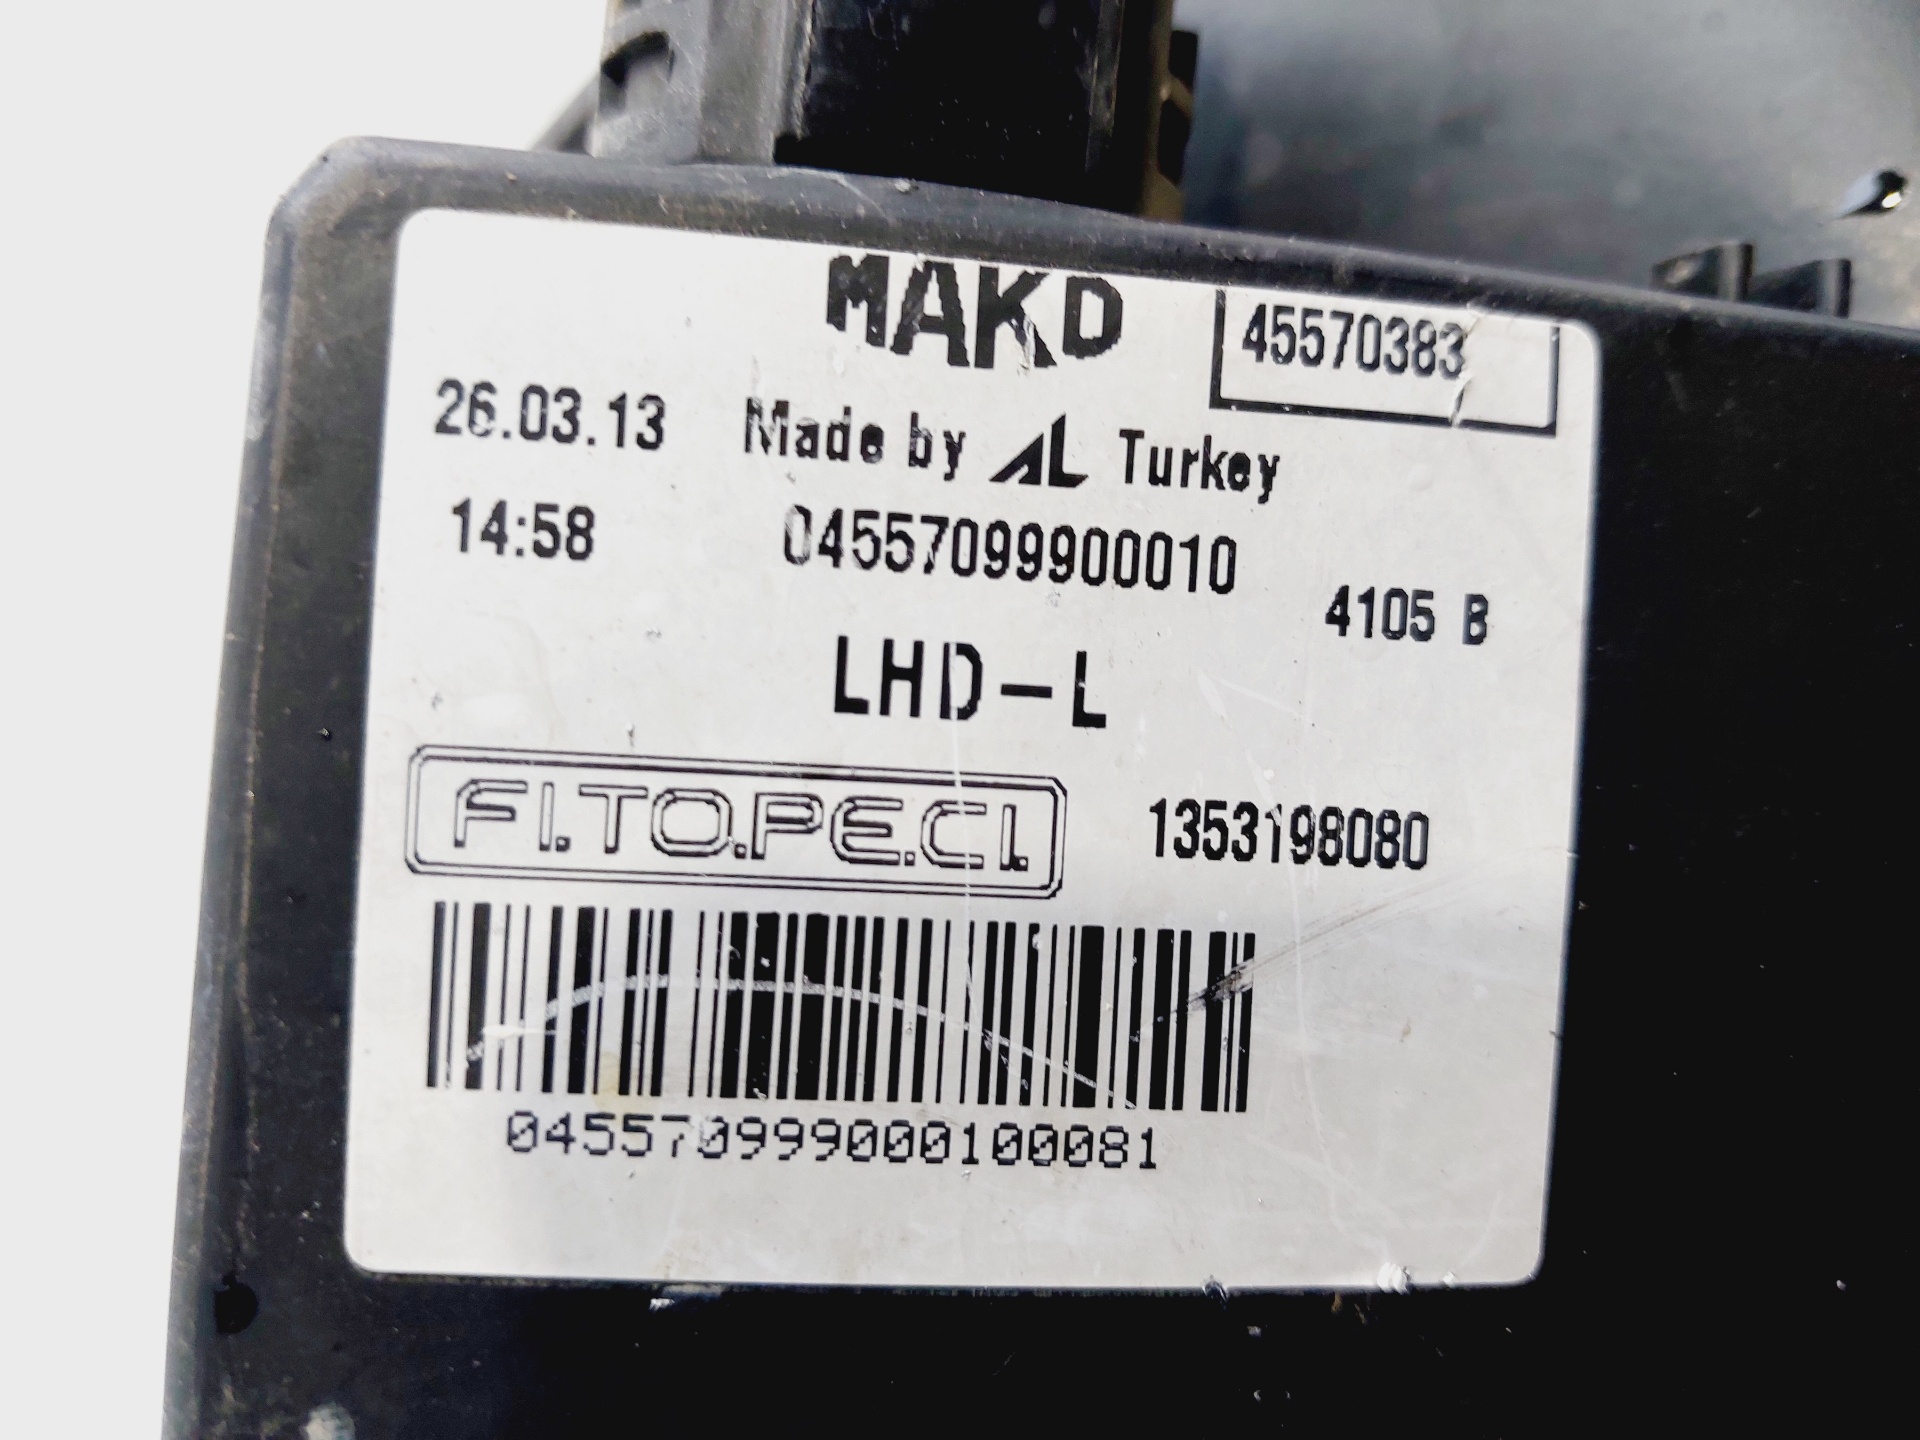 MAKO
45570383
26.03.13 Made by AL Turkey
14:58 04557099900010
4105 B
LHD-L
FI.TO.PE.CI. 1353198080
045570999000100081